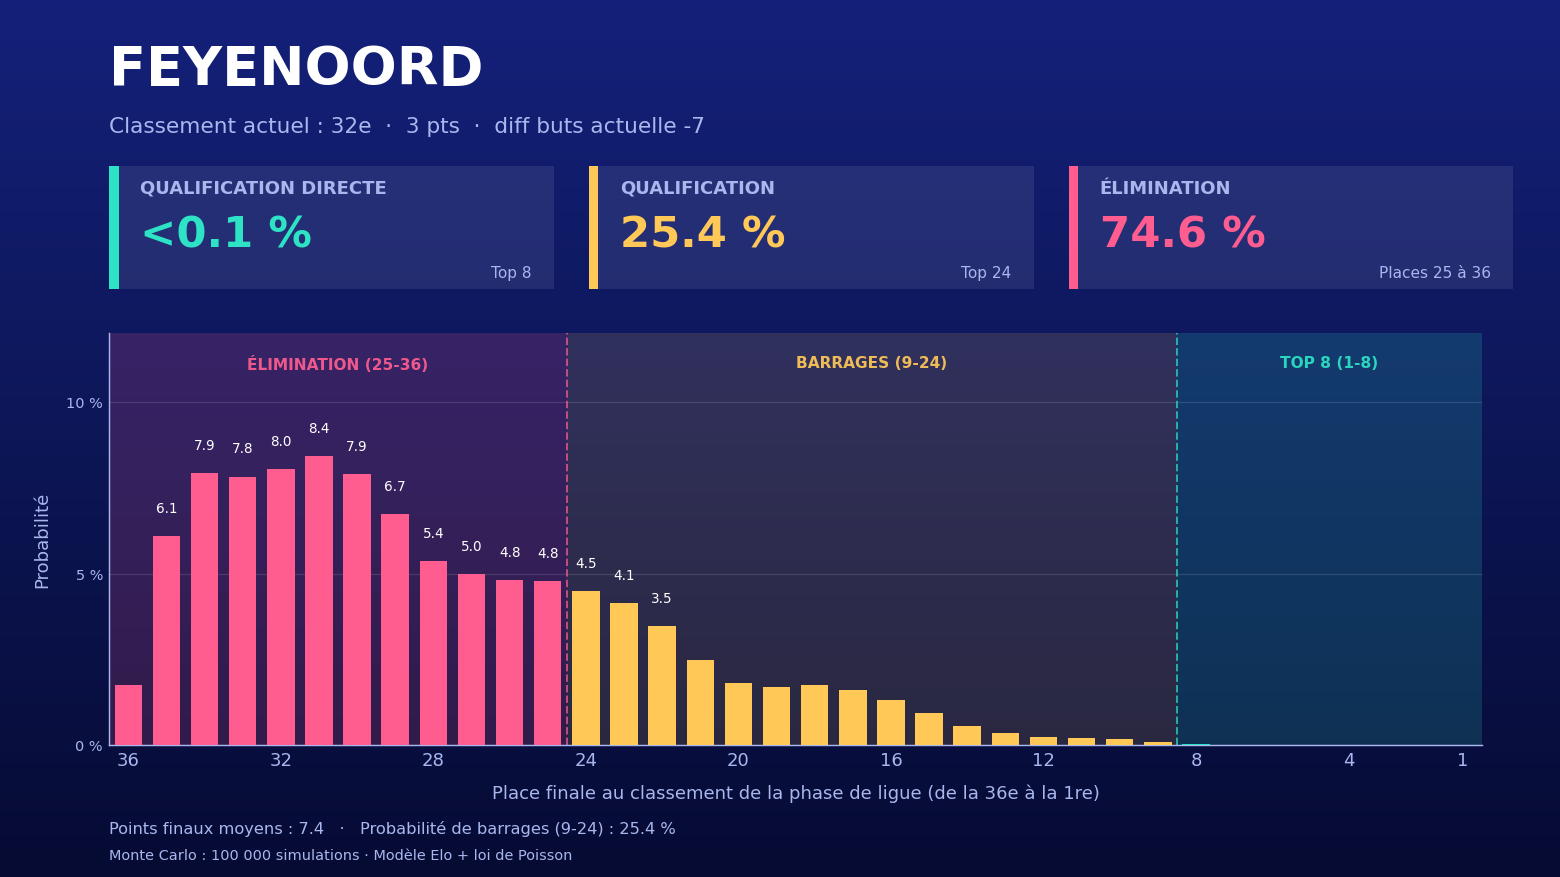 FEYENOORD
Classement actuel : 32e · 3 pts · diff buts actuelle -7
QUALIFICATION DIRECTE
<0.1 %
Top 8
QUALIFICATION
25.4 %
Top 24
ÉLIMINATION
74.6 %
Places 25 à 36
ÉLIMINATION (25-36)
BARRAGES (9-24)
TOP 8 (1-8)
Probabilité
10 %
5 %
0 %
6.1
7.9
7.8
8.0
8.4
7.9
6.7
5.4
5.0
4.8
4.8
4.5
4.1
3.5
36 32 28 24 20 16 12 8 4 1
Place finale au classement de la phase de ligue (de la 36e à la 1re)
Points finaux moyens : 7.4 · Probabilité de barrages (9-24) : 25.4 %
Monte Carlo : 100 000 simulations · Modèle Elo + loi de Poisson